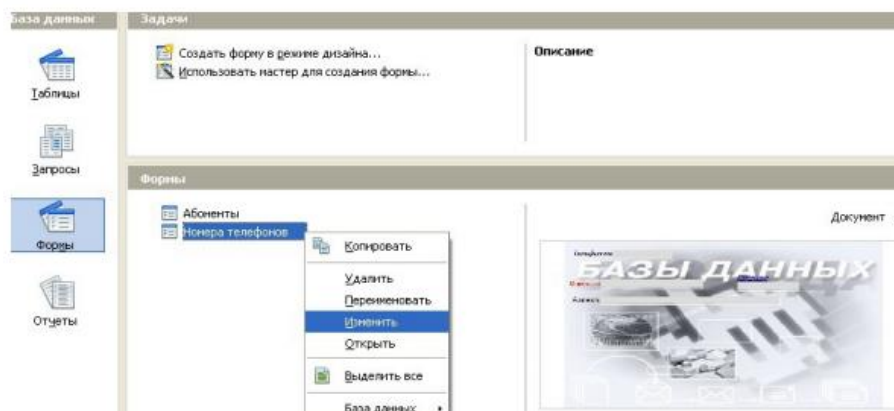 База данных
Задачи
Таблицы
Запросы
Формы
Отчеты
Создать форму в режиме дизайна...
Использовать мастер для создания формы...
Описание
Формы
Абоненты
Номера телефонов
Копировать
Удалить
Переименовать
Изменить
Открыть
Выделить все
База данных
Документ
БАЗЫ ДАННЫХ